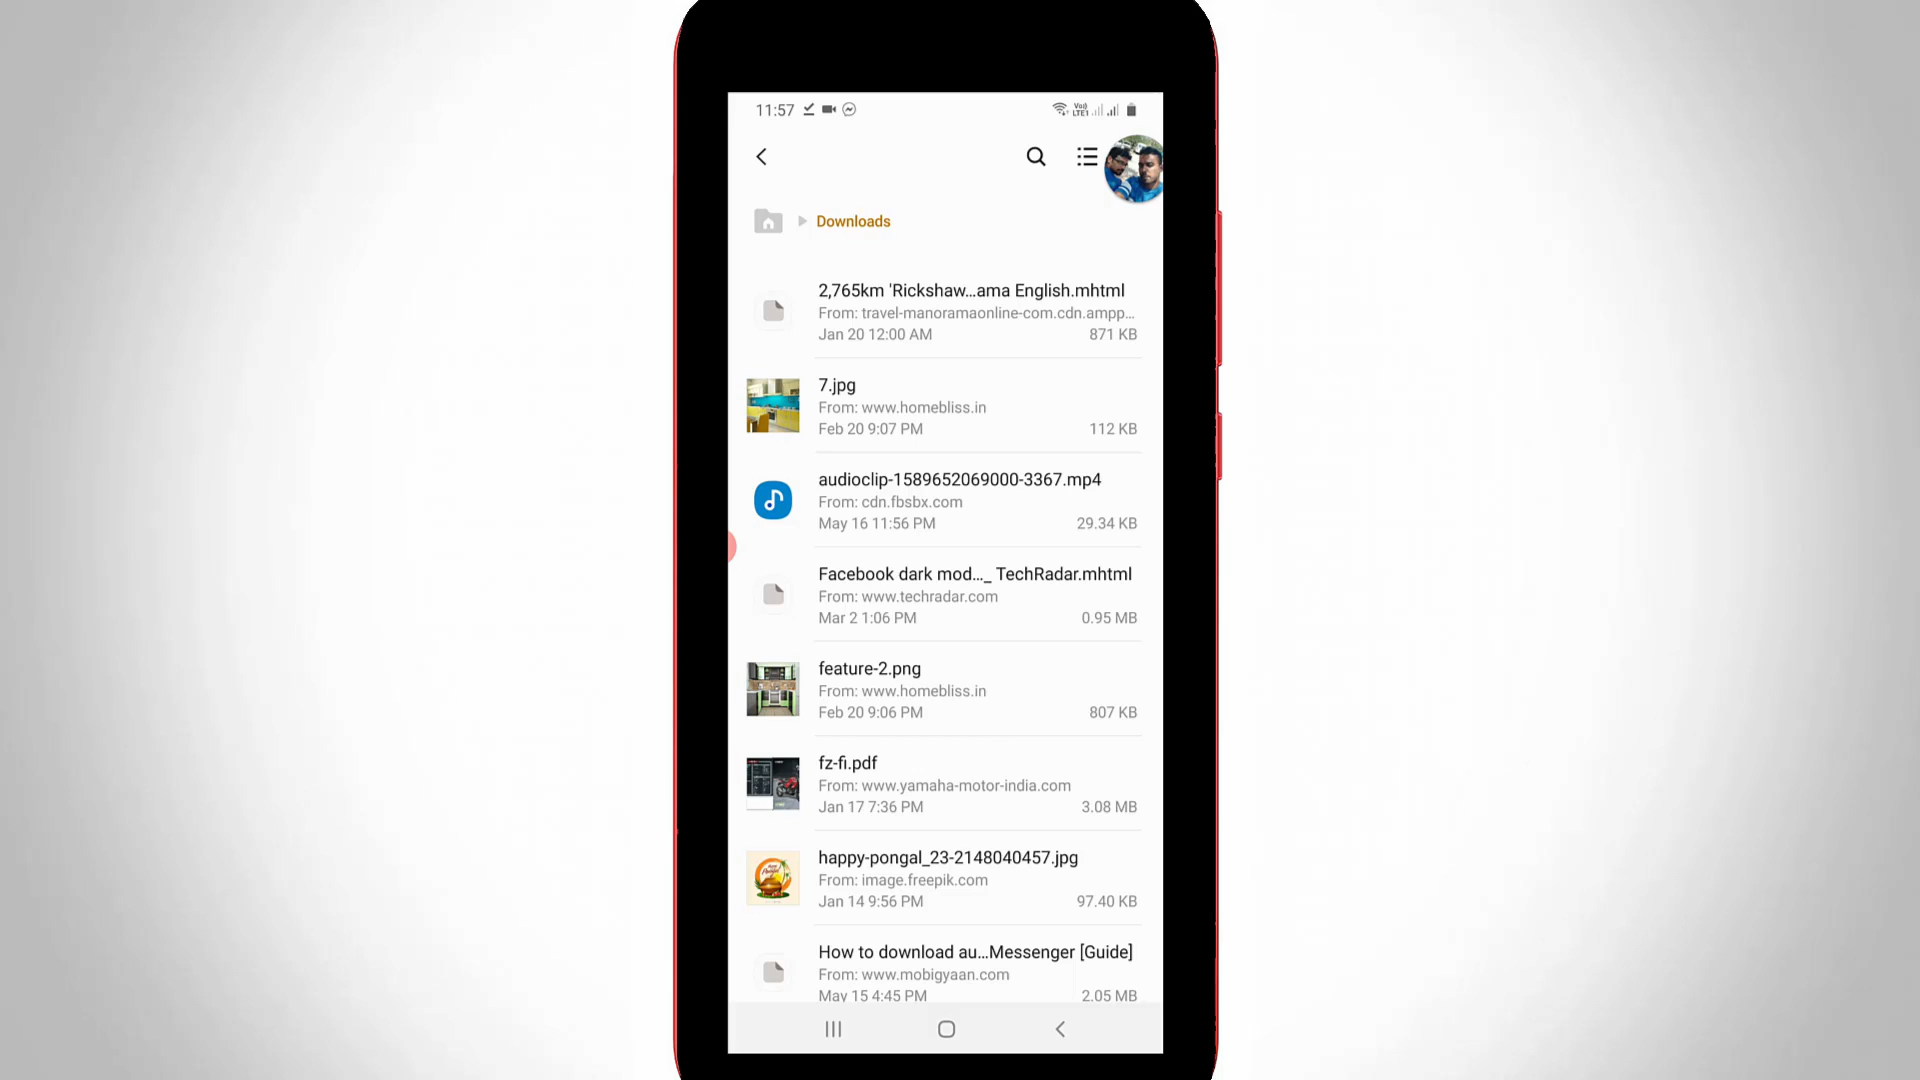 11:57
Vo)) LTE1
Downloads
2,765km 'Rickshaw...ama English.mhtml
From: travel-manoramaonline-com.cdn.ampp...
Jan 20 12:00 AM 871 KB
7.jpg
From: www.homebliss.in
Feb 20 9:07 PM 112 KB
audioclip-1589652069000-3367.mp4
From: cdn.fbsbx.com
May 16 11:56 PM 29.34 KB
Facebook dark mod..._ TechRadar.mhtml
From: www.techradar.com
Mar 2 1:06 PM 0.95 MB
feature-2.png
From: www.homebliss.in
Feb 20 9:06 PM 807 KB
fz-fi.pdf
From: www.yamaha-motor-india.com
Jan 17 7:36 PM 3.08 MB
happy-pongal_23-2148040457.jpg
From: image.freepik.com
Jan 14 9:56 PM 97.40 KB
How to download au...Messenger [Guide]
From: www.mobigyaan.com
May 15 4:45 PM 2.05 MB